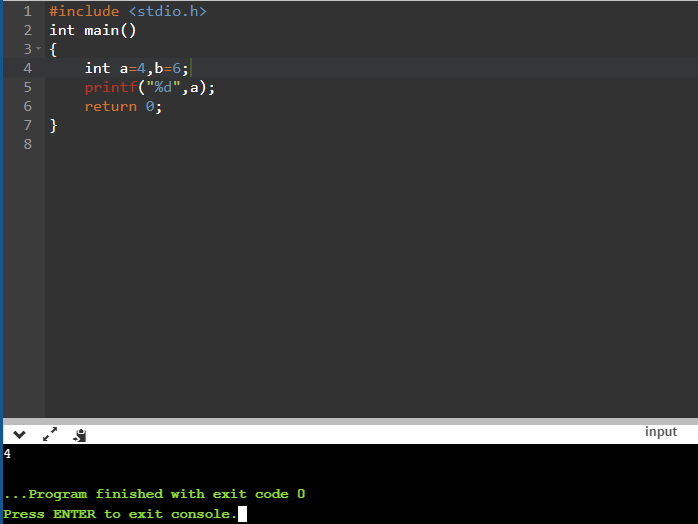 1 #include <stdio.h>
2 int main()
3 {
4     int a=4,b=6;
5     printf("%d",a);
6     return 0;
7 }
8
input
4
...Program finished with exit code 0
Press ENTER to exit console.